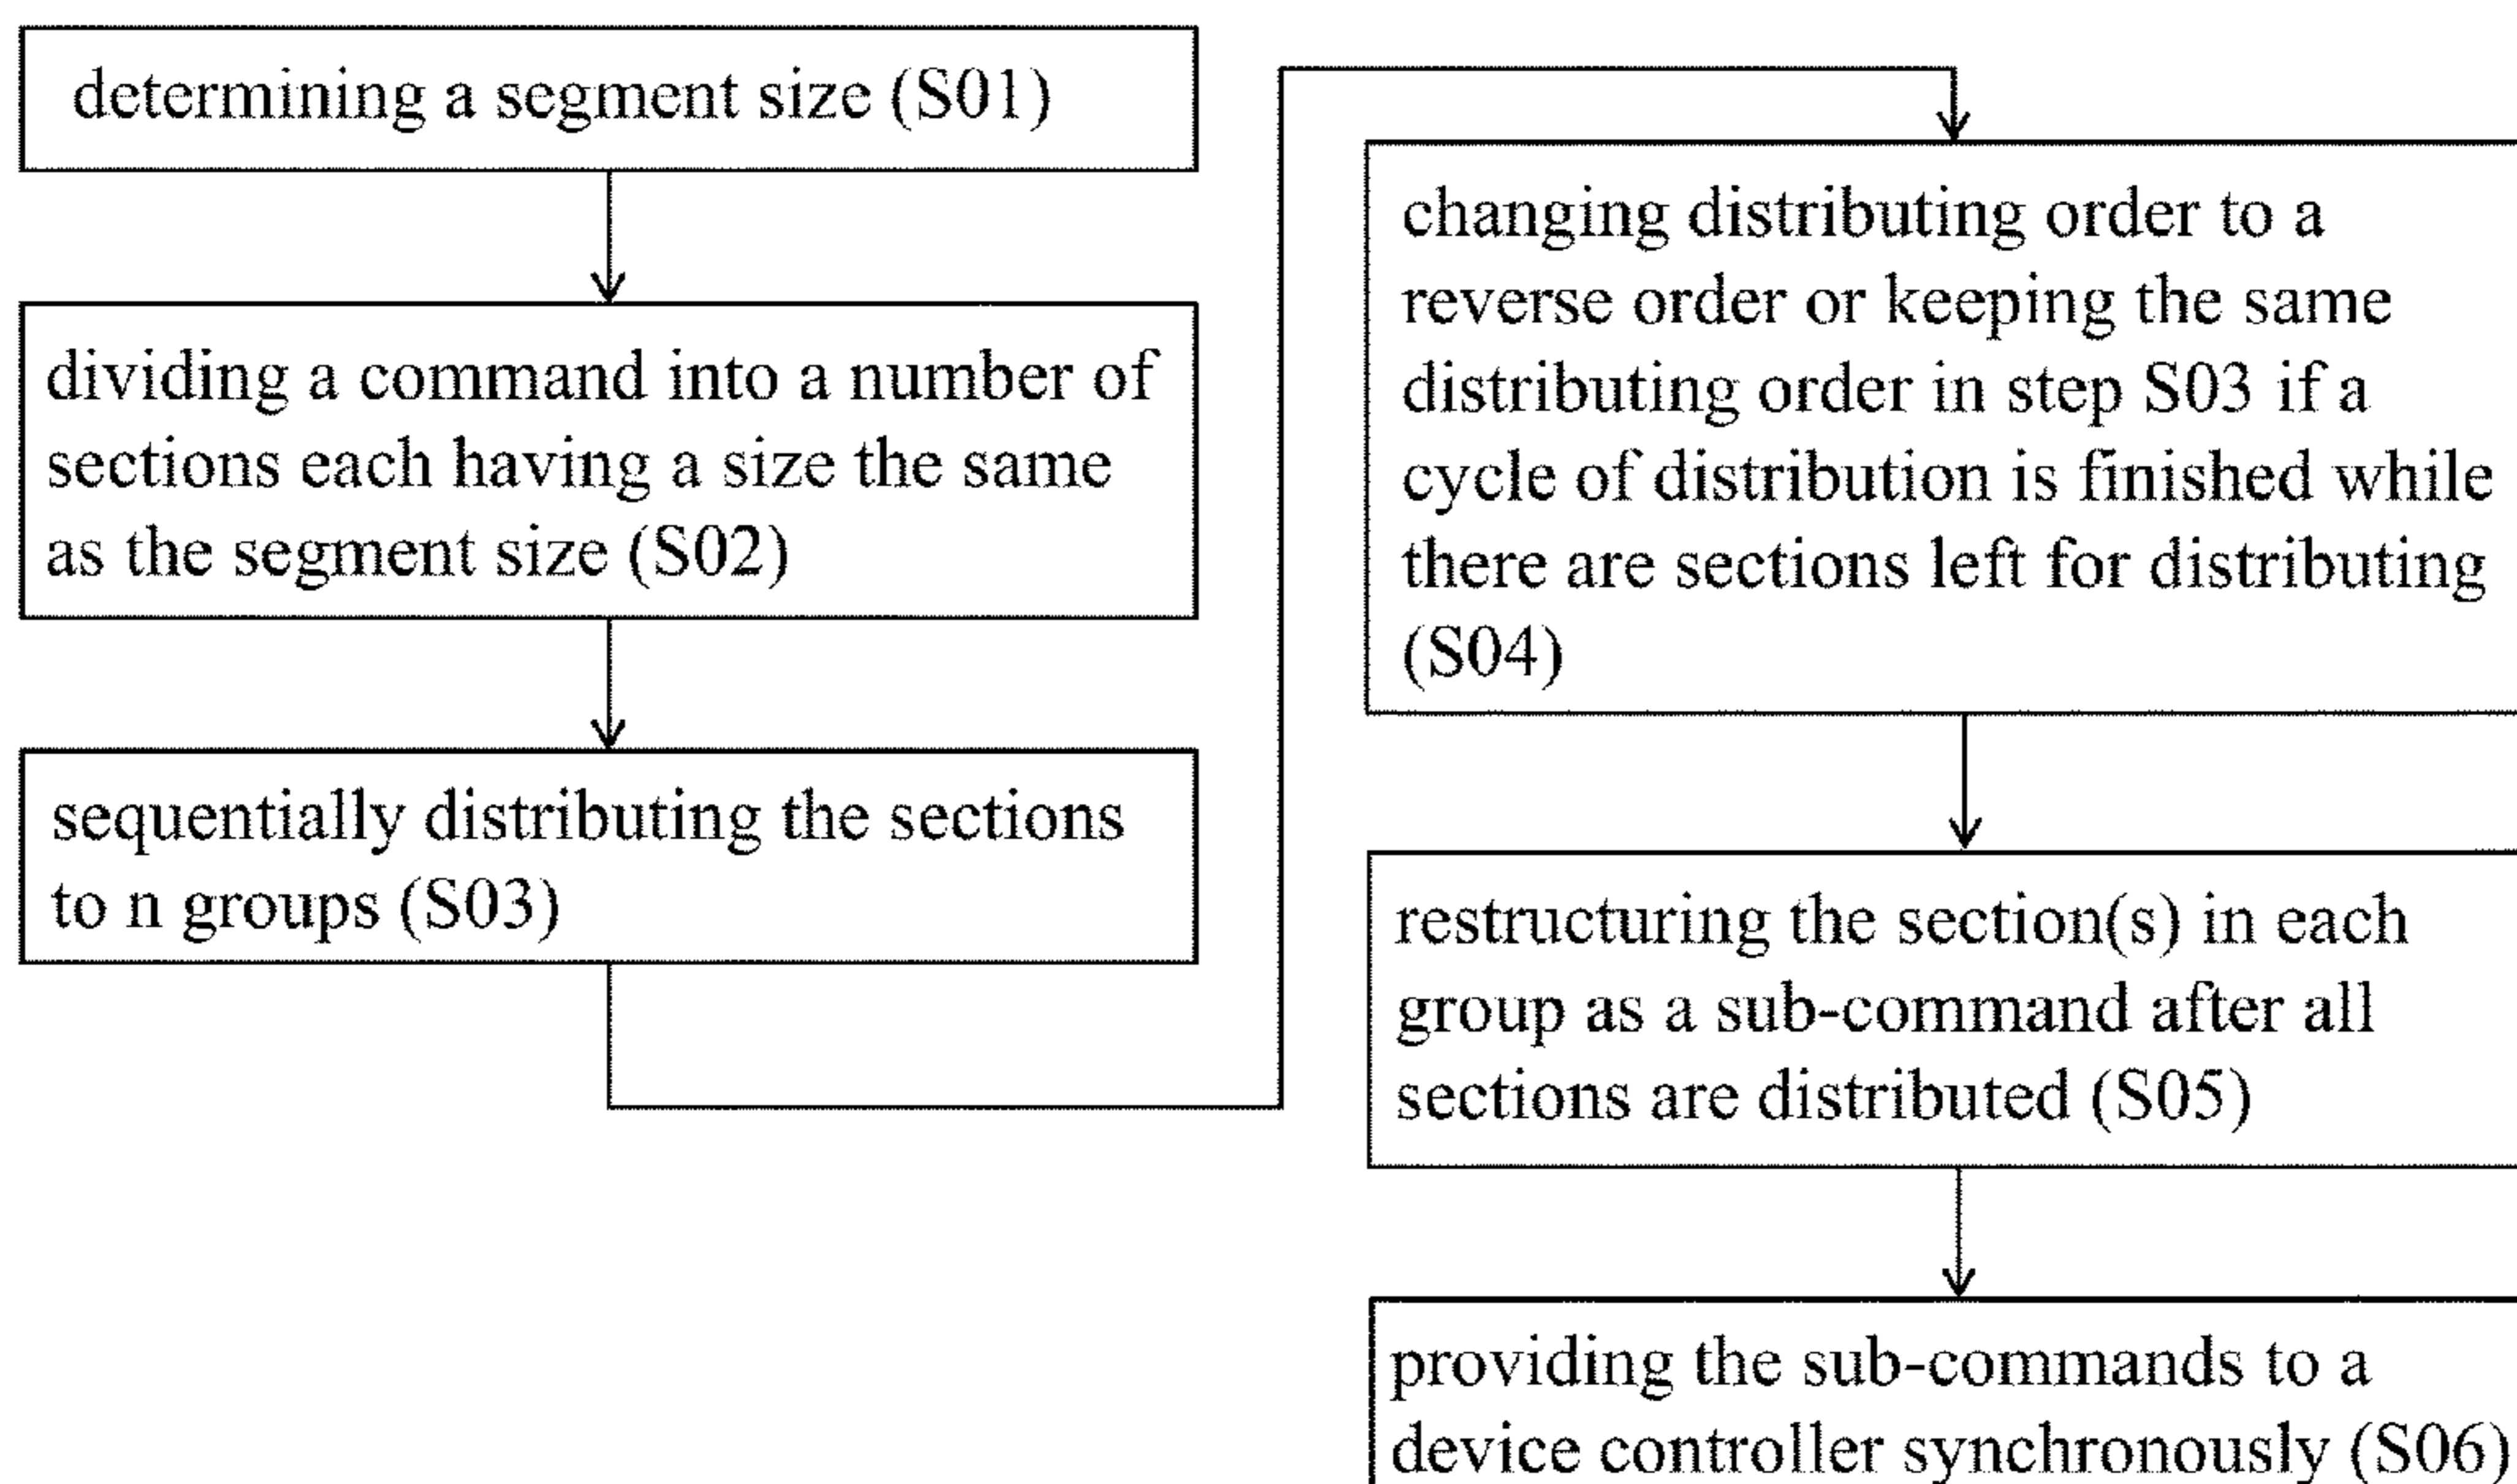 determining a segment size (S01)
dividing a command into a number of
sections each having a size the same
as the segment size (S02)
sequentially distributing the sections
to n groups (S03)
changing distributing order to a
reverse order or keeping the same
distributing order in step S03 if a
cycle of distribution is finished while
there are sections left for distributing
(S04)
restructuring the section(s) in each
group as a sub-command after all
sections are distributed (S05)
providing the sub-commands to a
device controller synchronously (S06)